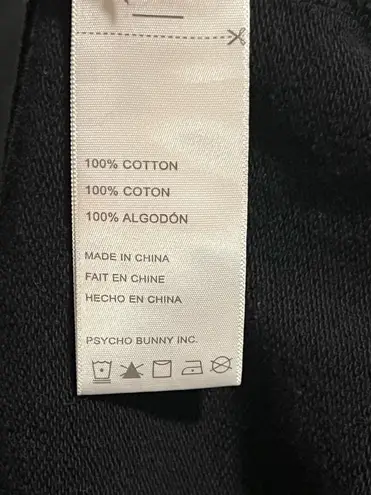 100% COTTON
100% COTON
100% ALGODÓN
MADE IN CHINA
FAIT EN CHINE
HECHO EN CHINA
PSYCHO BUNNY INC.